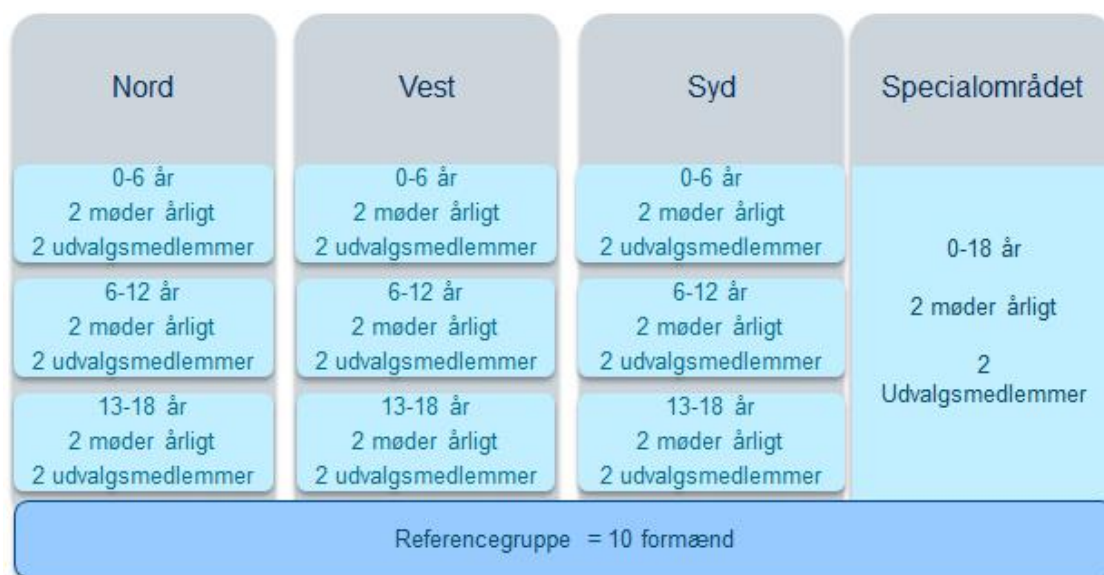 Nord
0-6 år
2 møder årligt
2 udvalgsmedlemmer
6-12 år
2 møder årligt
2 udvalgsmedlemmer
13-18 år
2 møder årligt
2 udvalgsmedlemmer
Vest
0-6 år
2 møder årligt
2 udvalgsmedlemmer
6-12 år
2 møder årligt
2 udvalgsmedlemmer
13-18 år
2 møder årligt
2 udvalgsmedlemmer
Syd
0-6 år
2 møder årligt
2 udvalgsmedlemmer
6-12 år
2 møder årligt
2 udvalgsmedlemmer
13-18 år
2 møder årligt
2 udvalgsmedlemmer
Specialområdet
0-18 år
2 møder årligt
2
Udvalgsmedlemmer
Referencegruppe = 10 formænd